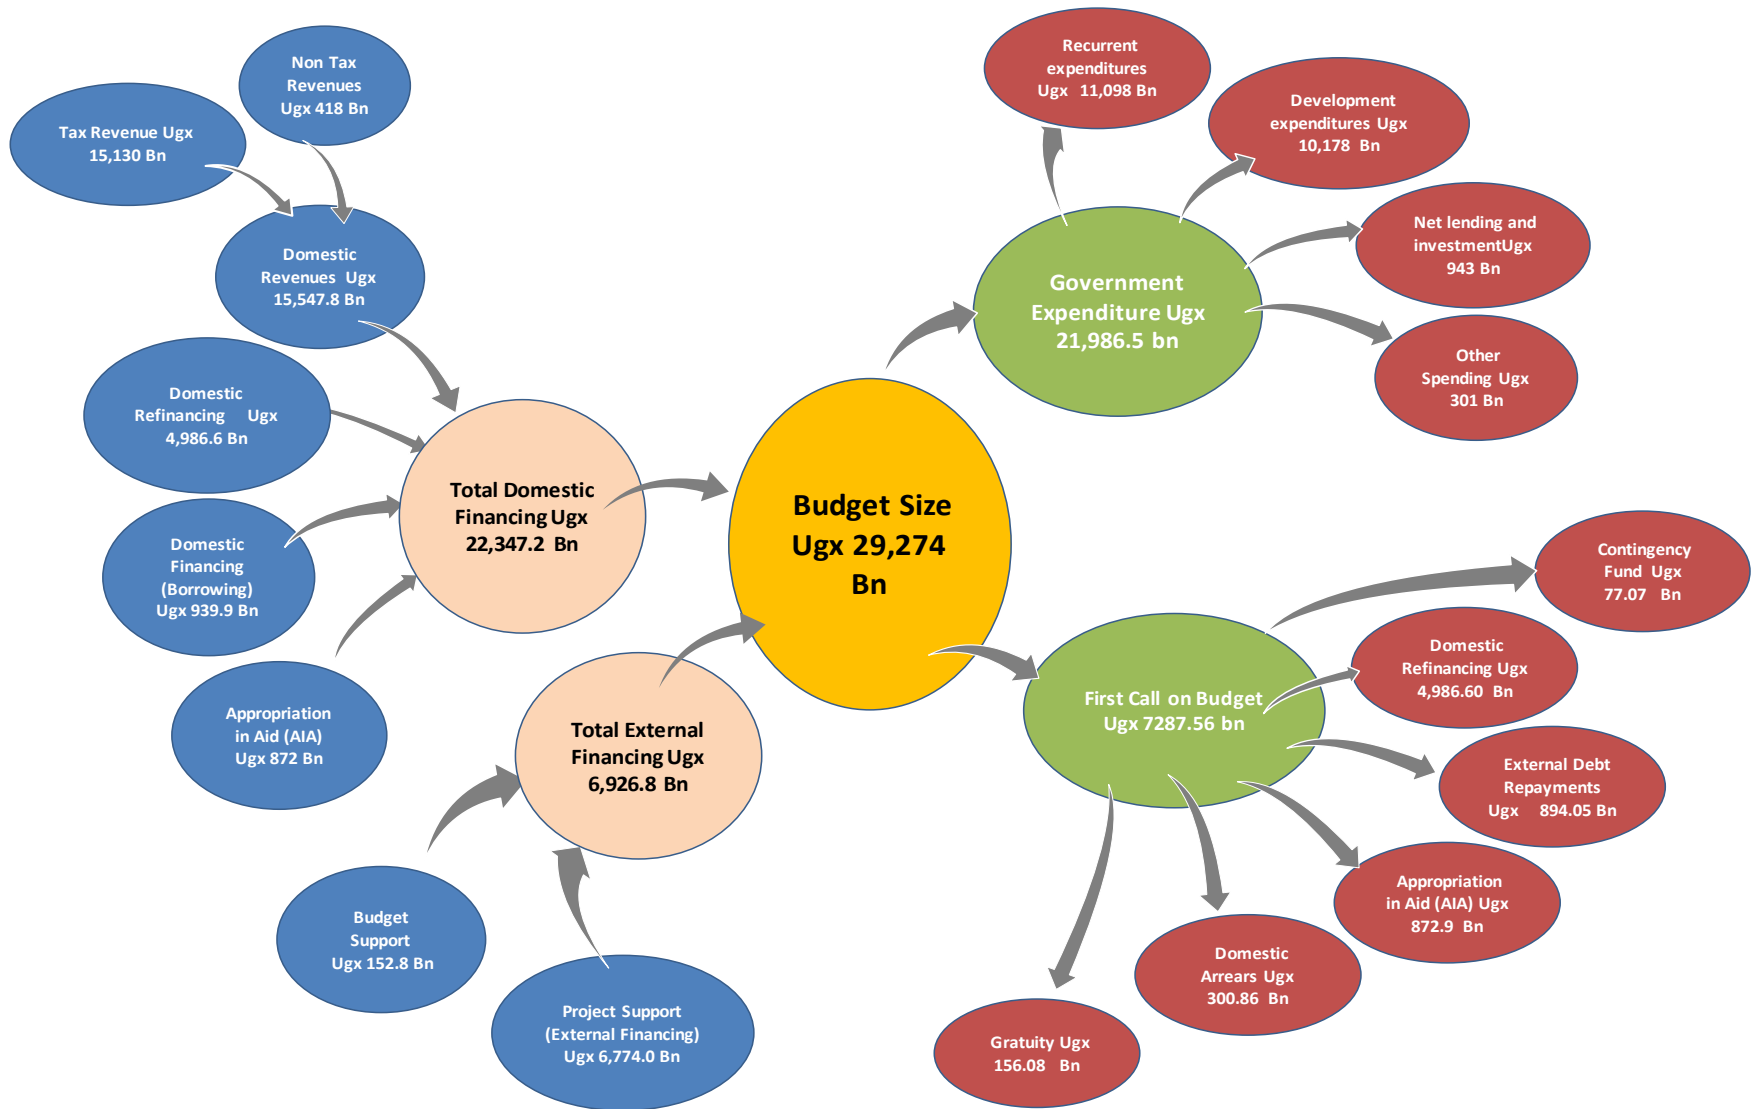 Non Tax
Revenues
Ugx 418 Bn
Tax Revenue Ugx
15,130 Bn
Domestic
Revenues Ugx
15,547.8 Bn
Domestic
Refinancing Ugx
4,986.6 Bn
Domestic
Financing
(Borrowing)
Ugx 939.9 Bn
Appropriation
in Aid (AIA)
Ugx 872 Bn
Total Domestic
Financing Ugx
22,347.2 Bn
Total External
Financing Ugx
6,926.8 Bn
Budget
Support
Ugx 152.8 Bn
Project Support
(External Financing)
Ugx 6,774.0 Bn
Budget Size
Ugx 29,274
Bn
Government
Expenditure Ugx
21,986.5 bn
Recurrent
expenditures
Ugx 11,098 Bn
Development
expenditures Ugx
10,178 Bn
Net lending and
investmentUgx
943 Bn
Other
Spending Ugx
301 Bn
First Call on Budget
Ugx 7287.56 bn
Contingency
Fund Ugx
77.07 Bn
Domestic
Refinancing Ugx
4,986.60 Bn
External Debt
Repayments
Ugx 894.05 Bn
Appropriation
in Aid (AIA) Ugx
872.9 Bn
Domestic
Arrears Ugx
300.86 Bn
Gratuity Ugx
156.08 Bn